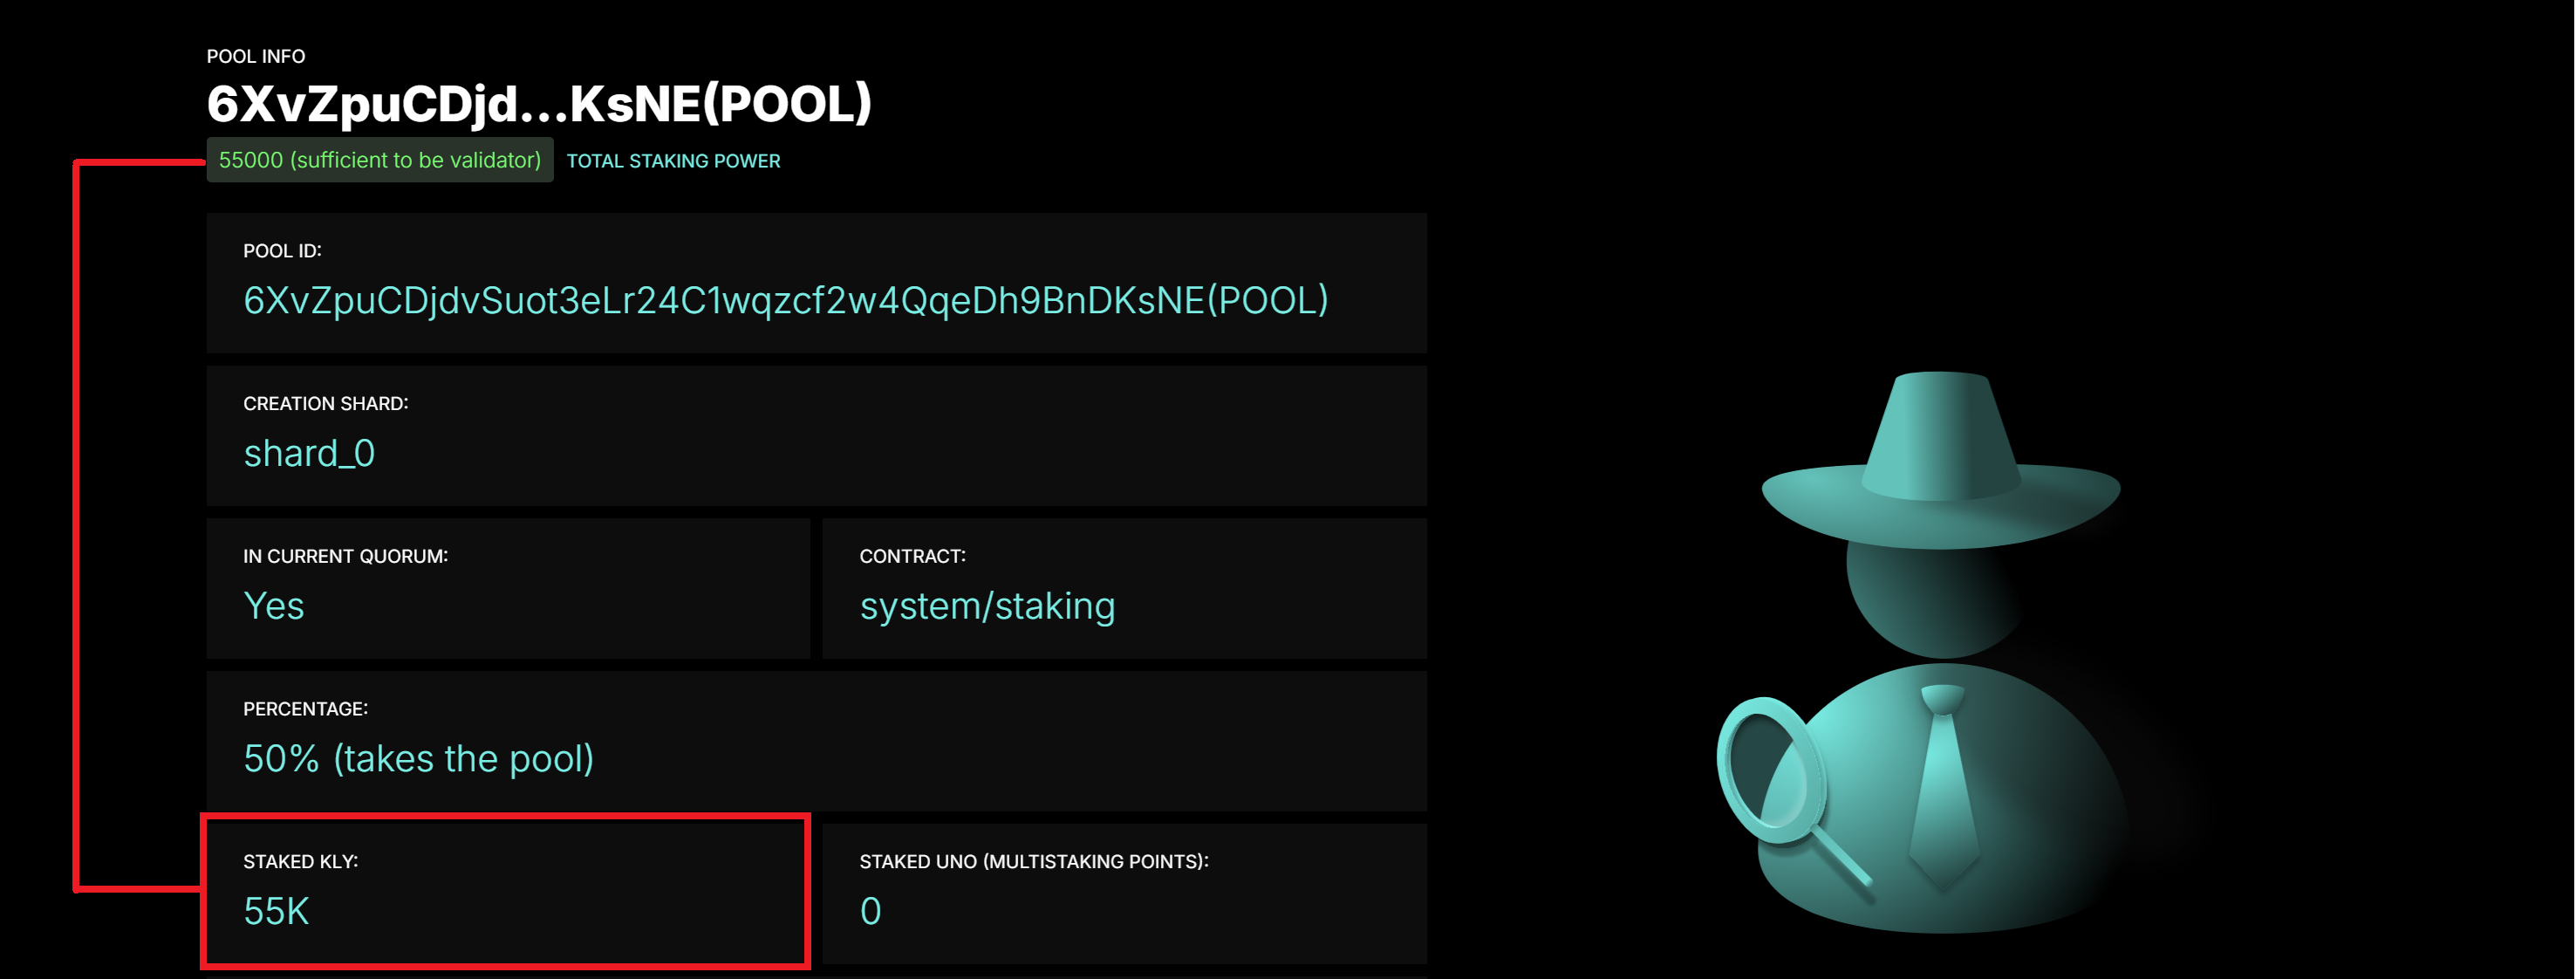 POOL INFO
6XvZpuCDjd...KsNE(POOL)
55000 (sufficient to be validator) TOTAL STAKING POWER
POOL ID:
6XvZpuCDjdvSuot3eLr24C1wqzcf2w4QqeDh9BnDKsNE(POOL)
CREATION SHARD:
shard_0
IN CURRENT QUORUM:
Yes
CONTRACT:
system/staking
PERCENTAGE:
50% (takes the pool)
STAKED KLY:
55K
STAKED UNO (MULTISTAKING POINTS):
0